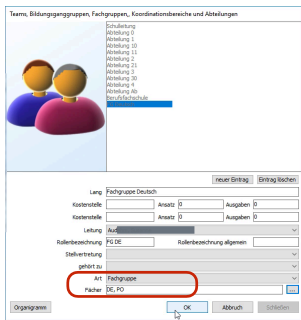 Teams, Bildungsganggruppen, Fachgruppen,, Koordinationsbereiche und Abteilungen
Schulleitung
Abteilung 0
Abteilung 1
Abteilung 10
Abteilung 11
Abteilung 2
Abteilung 21
Abteilung 3
Abteilung 30
Abteilung 4
Abteilung Ab
Berufsfachschule
neuer Eintrag Eintrag löschen
Lang Fachgruppe Deutsch
Kostenstelle Ansatz 0 Ausgaben 0
Kostenstelle Ansatz 0 Ausgaben 0
Leitung Aud
Rollenbezeichnung FG DE Rollenbezeichnung allgemein
Stellvertretung
gehört zu
Art Fachgruppe
Fächer DE, PO ...
Organigramm OK Abbruch Schließen